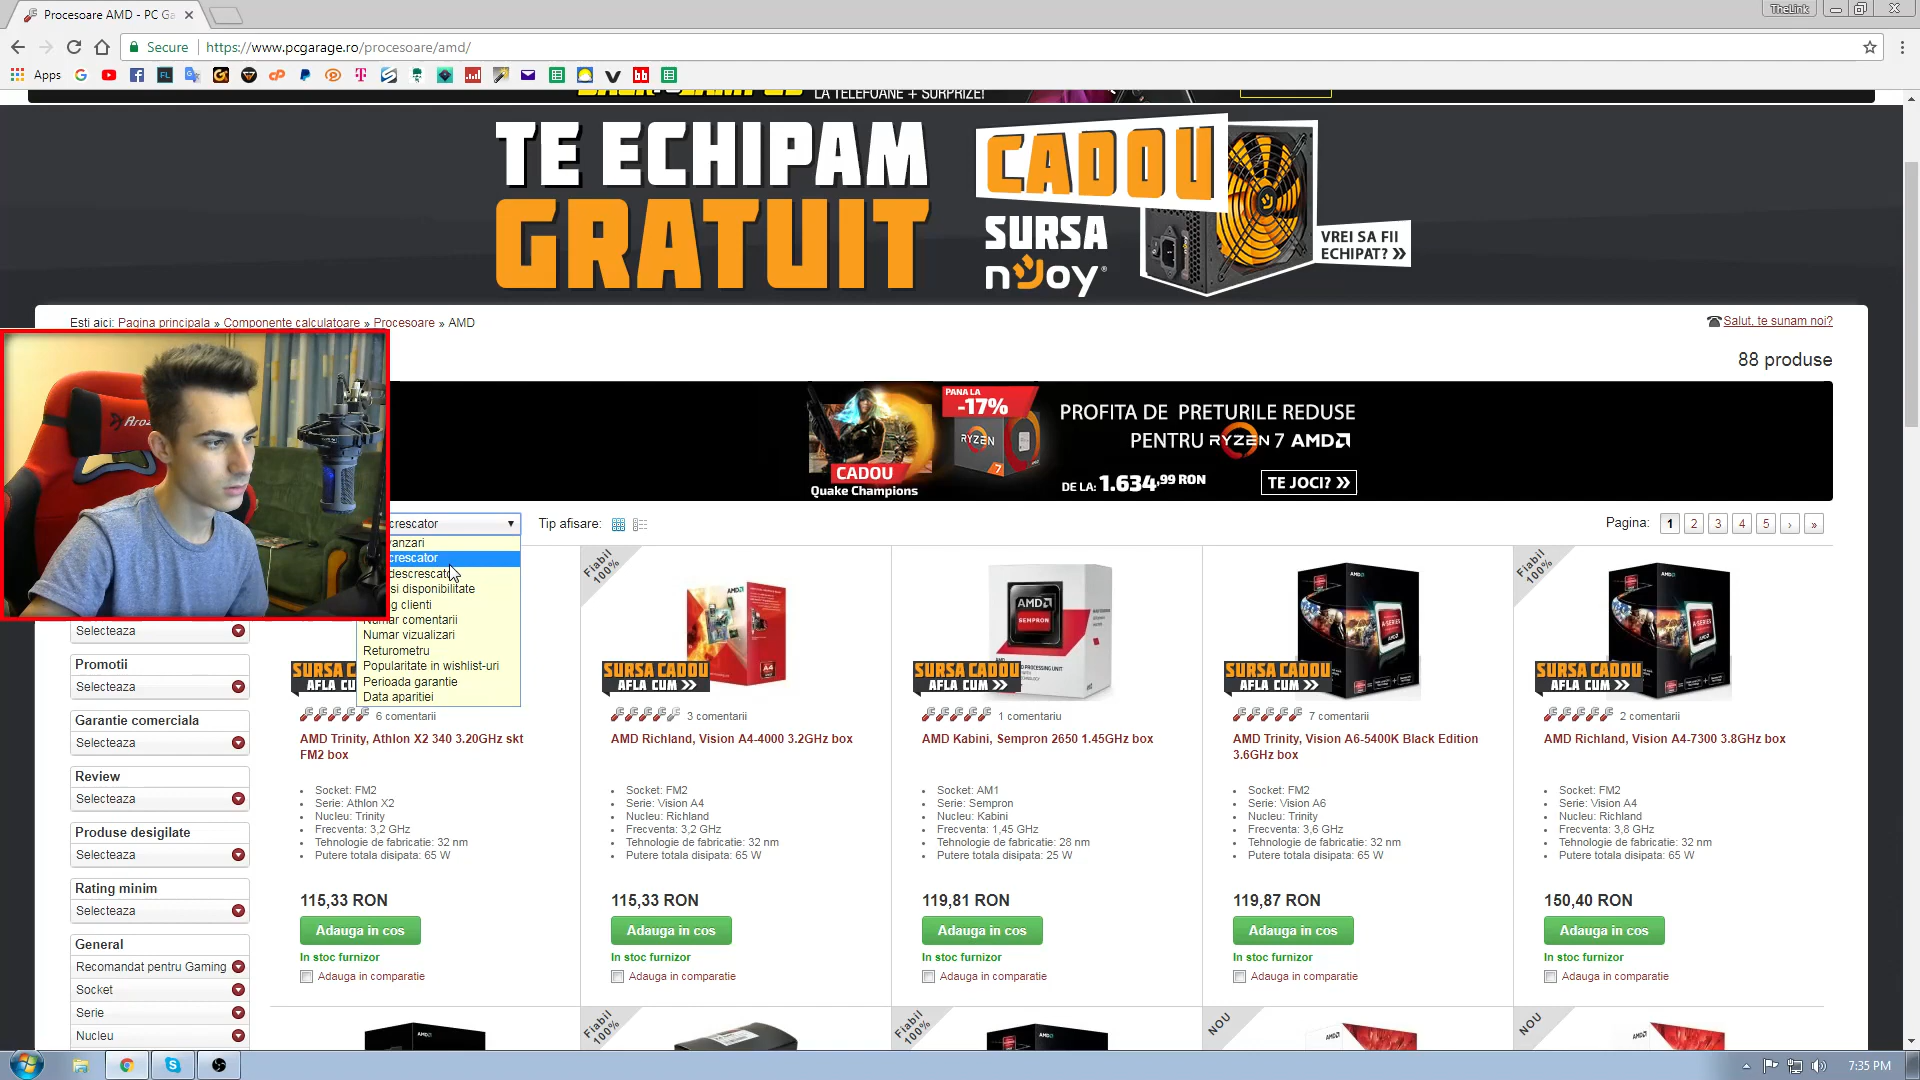 Procesoare AMD - PC Ga
TheLink
Secure
https://www.pcgarage.ro/procesoare/amd/
Apps
LA TELEFOANE + SURPRIZE!
TE ECHIPAM
GRATUIT
CADOU
SURSA
nJoy
VREI SA FII
ECHIPAT? »
Esti aici: Pagina principala » Componente calculatoare » Procesoare » AMD
Salut, te sunam noi?
88 produse
PANA LA
-17%
RYZEN
7
CADOU
Quake Champions
PROFITA DE PRETURILE REDUSE
PENTRU RYZEN 7 AMD
DE LA: 1.634,99 RON
TE JOCI? »
crescator
Tip afisare:
Pagina: 1 2 3 4 5 › »
vanzari
crescator
descrescator
si disponibilitate
g clienti
Numar comentarii
Numar vizualizari
Returometru
Popularitate in wishlist-uri
Perioada garantie
Data aparitiei
Selecteaza
Promotii
Selecteaza
Garantie comerciala
Selecteaza
Review
Selecteaza
Produse desigilate
Selecteaza
Rating minim
Selecteaza
General
Recomandat pentru Gaming
Socket
Serie
Nucleu
SURSA CA
AFLA CUM
6 comentarii
AMD Trinity, Athlon X2 340 3.20GHz skt
FM2 box
Socket: FM2
Serie: Athlon X2
Nucleu: Trinity
Frecventa: 3,2 GHz
Tehnologie de fabricatie: 32 nm
Putere totala disipata: 65 W
115,33 RON
Adauga in cos
In stoc furnizor
Adauga in comparatie
Fiabil
100%
SURSA CADOU
AFLA CUM »
3 comentarii
AMD Richland, Vision A4-4000 3.2GHz box
Socket: FM2
Serie: Vision A4
Nucleu: Richland
Frecventa: 3,2 GHz
Tehnologie de fabricatie: 32 nm
Putere totala disipata: 65 W
115,33 RON
Adauga in cos
In stoc furnizor
Adauga in comparatie
AMD
SEMPRON
SURSA CADOU
AFLA CUM »
1 comentariu
AMD Kabini, Sempron 2650 1.45GHz box
Socket: AM1
Serie: Sempron
Nucleu: Kabini
Frecventa: 1,45 GHz
Tehnologie de fabricatie: 28 nm
Putere totala disipata: 25 W
119,81 RON
Adauga in cos
In stoc furnizor
Adauga in comparatie
SURSA CADOU
AFLA CUM »
7 comentarii
AMD Trinity, Vision A6-5400K Black Edition
3.6GHz box
Socket: FM2
Serie: Vision A6
Nucleu: Trinity
Frecventa: 3,6 GHz
Tehnologie de fabricatie: 32 nm
Putere totala disipata: 65 W
119,87 RON
Adauga in cos
In stoc furnizor
Adauga in comparatie
Fiabil
100%
SURSA CADOU
AFLA CUM »
2 comentarii
AMD Richland, Vision A4-7300 3.8GHz box
Socket: FM2
Serie: Vision A4
Nucleu: Richland
Frecventa: 3,8 GHz
Tehnologie de fabricatie: 32 nm
Putere totala disipata: 65 W
150,40 RON
Adauga in cos
In stoc furnizor
Adauga in comparatie
Fiabil
100%
Fiabil
100%
NOU
NOU
7:35 PM